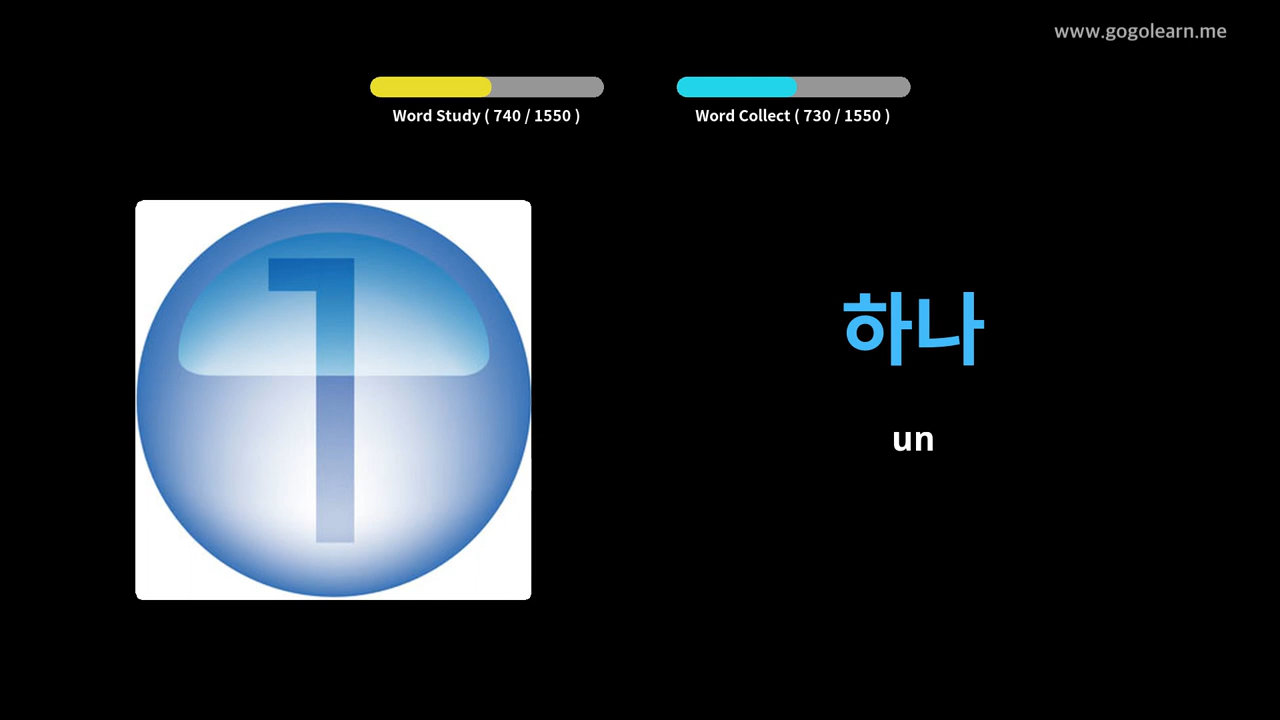 www.gogolearn.me
Word Study ( 740 / 1550 )
Word Collect ( 730 / 1550 )
1
하나
un